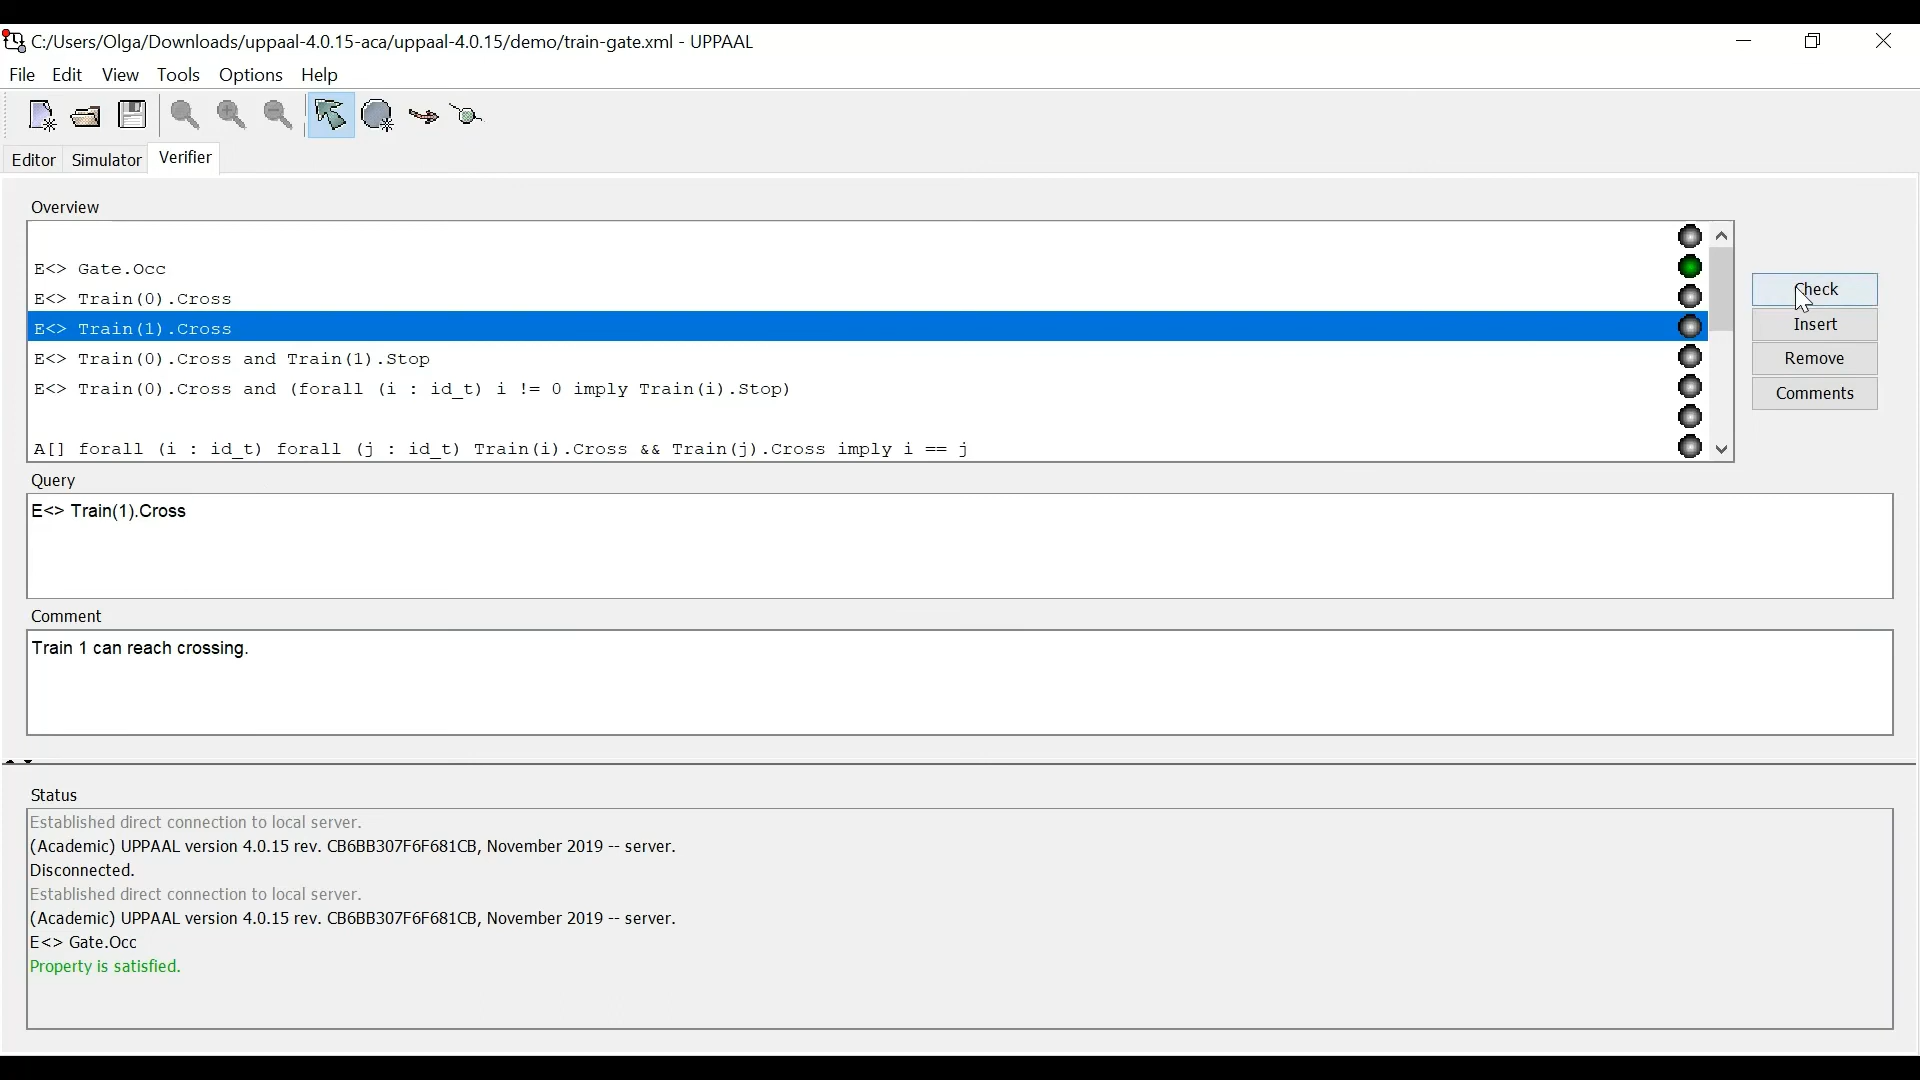 C:/Users/Olga/Downloads/uppaal-4.0.15-aca/uppaal-4.0.15/demo/train-gate.xml - UPPAAL
File Edit View Tools Options Help
Editor Simulator Verifier
Overview
E<> Gate.Occ
E<> Train(0).Cross
E<> Train(1).Cross
E<> Train(0).Cross and Train(1).Stop
E<> Train(0).Cross and (forall (i : id_t) i != 0 imply Train(i).Stop)
A[] forall (i : id_t) forall (j : id_t) Train(i).Cross && Train(j).Cross imply i == j
Check
Insert
Remove
Comments
Query
E<> Train(1).Cross
Comment
Train 1 can reach crossing.
Status
Established direct connection to local server.
(Academic) UPPAAL version 4.0.15 rev. CB6BB307F6F681CB, November 2019 -- server.
Disconnected.
Established direct connection to local server.
(Academic) UPPAAL version 4.0.15 rev. CB6BB307F6F681CB, November 2019 -- server.
E<> Gate.Occ
Property is satisfied.